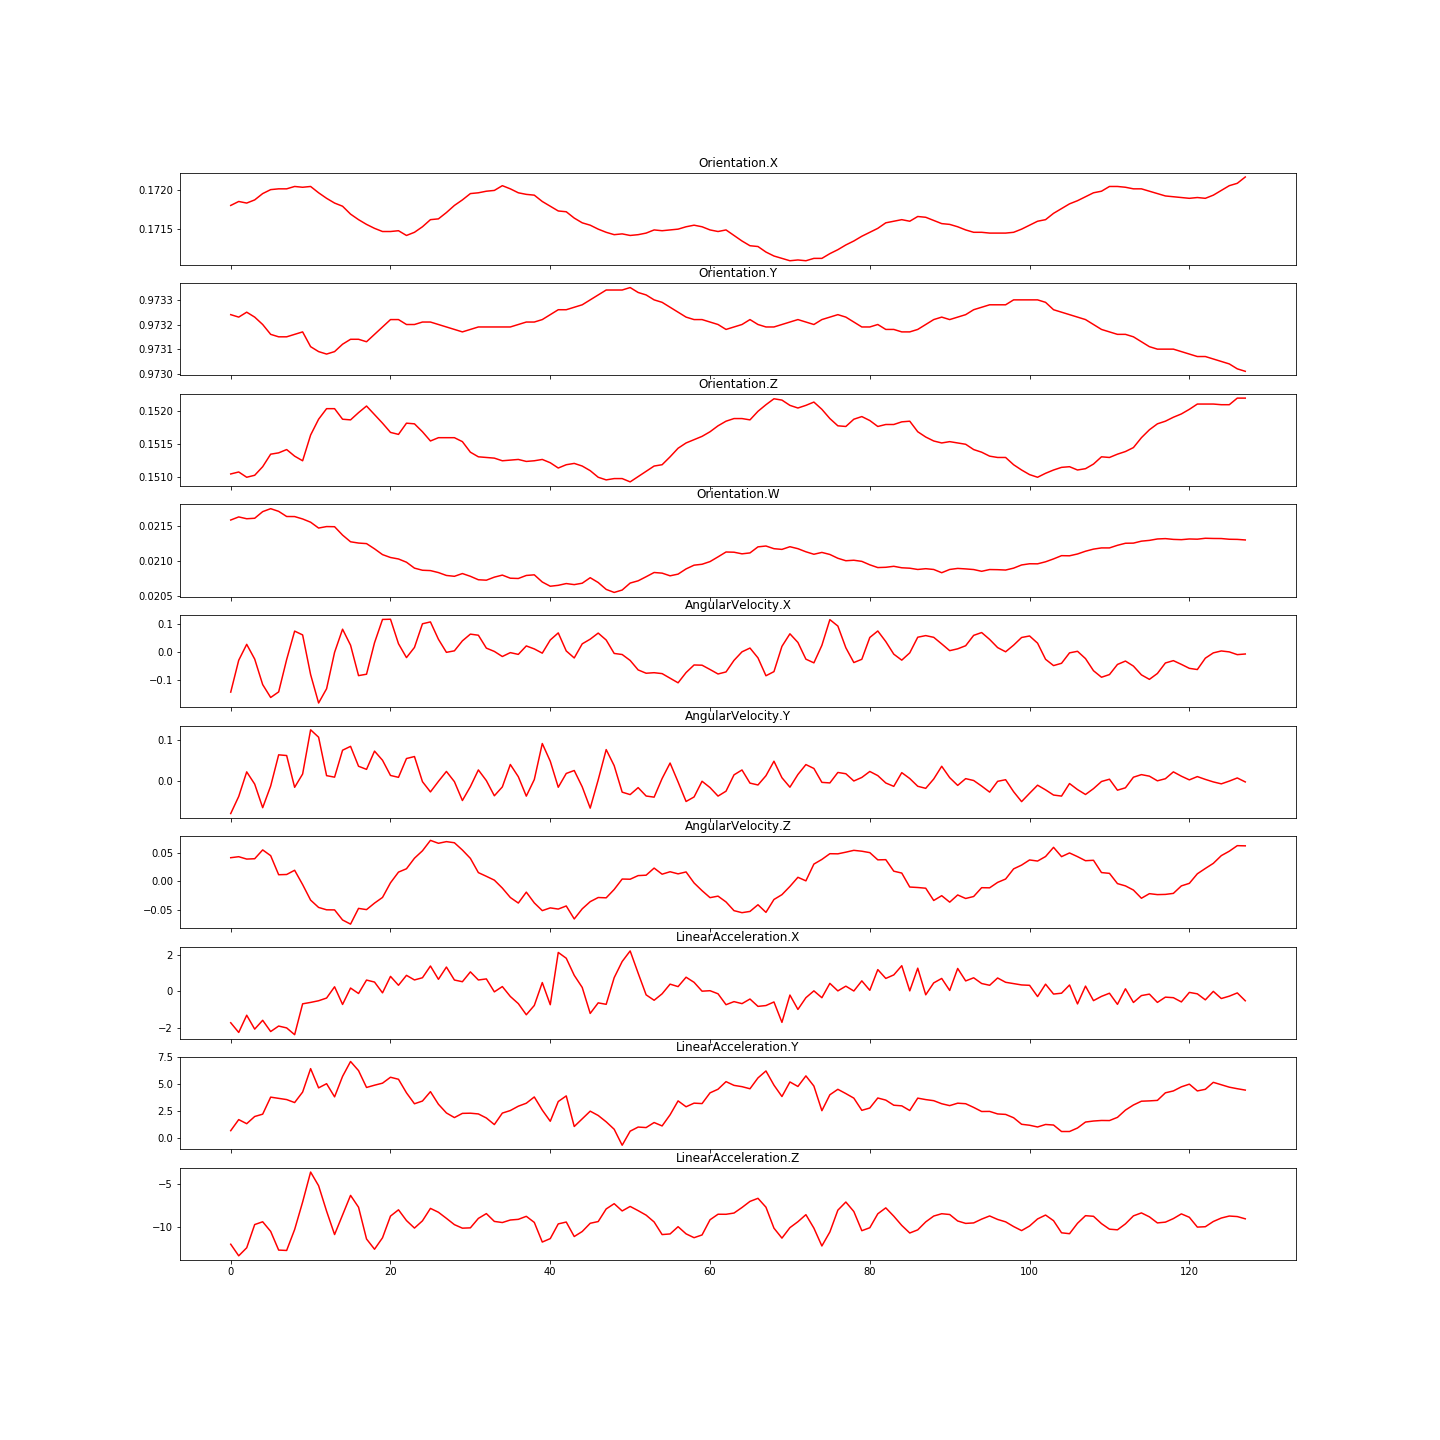 Orientation.X
0.1720
0.1715
Orientation.Y
0.9733
0.9732
0.9731
0.9730
Orientation.Z
0.1520
0.1515
0.1510
Orientation.W
0.0215
0.0210
0.0205
AngularVelocity.X
0.1
0.0
−0.1
AngularVelocity.Y
0.1
0.0
AngularVelocity.Z
0.05
0.00
−0.05
LinearAcceleration.X
2
0
−2
LinearAcceleration.Y
7.5
5.0
2.5
0.0
LinearAcceleration.Z
−5
−10
0 20 40 60 80 100 120